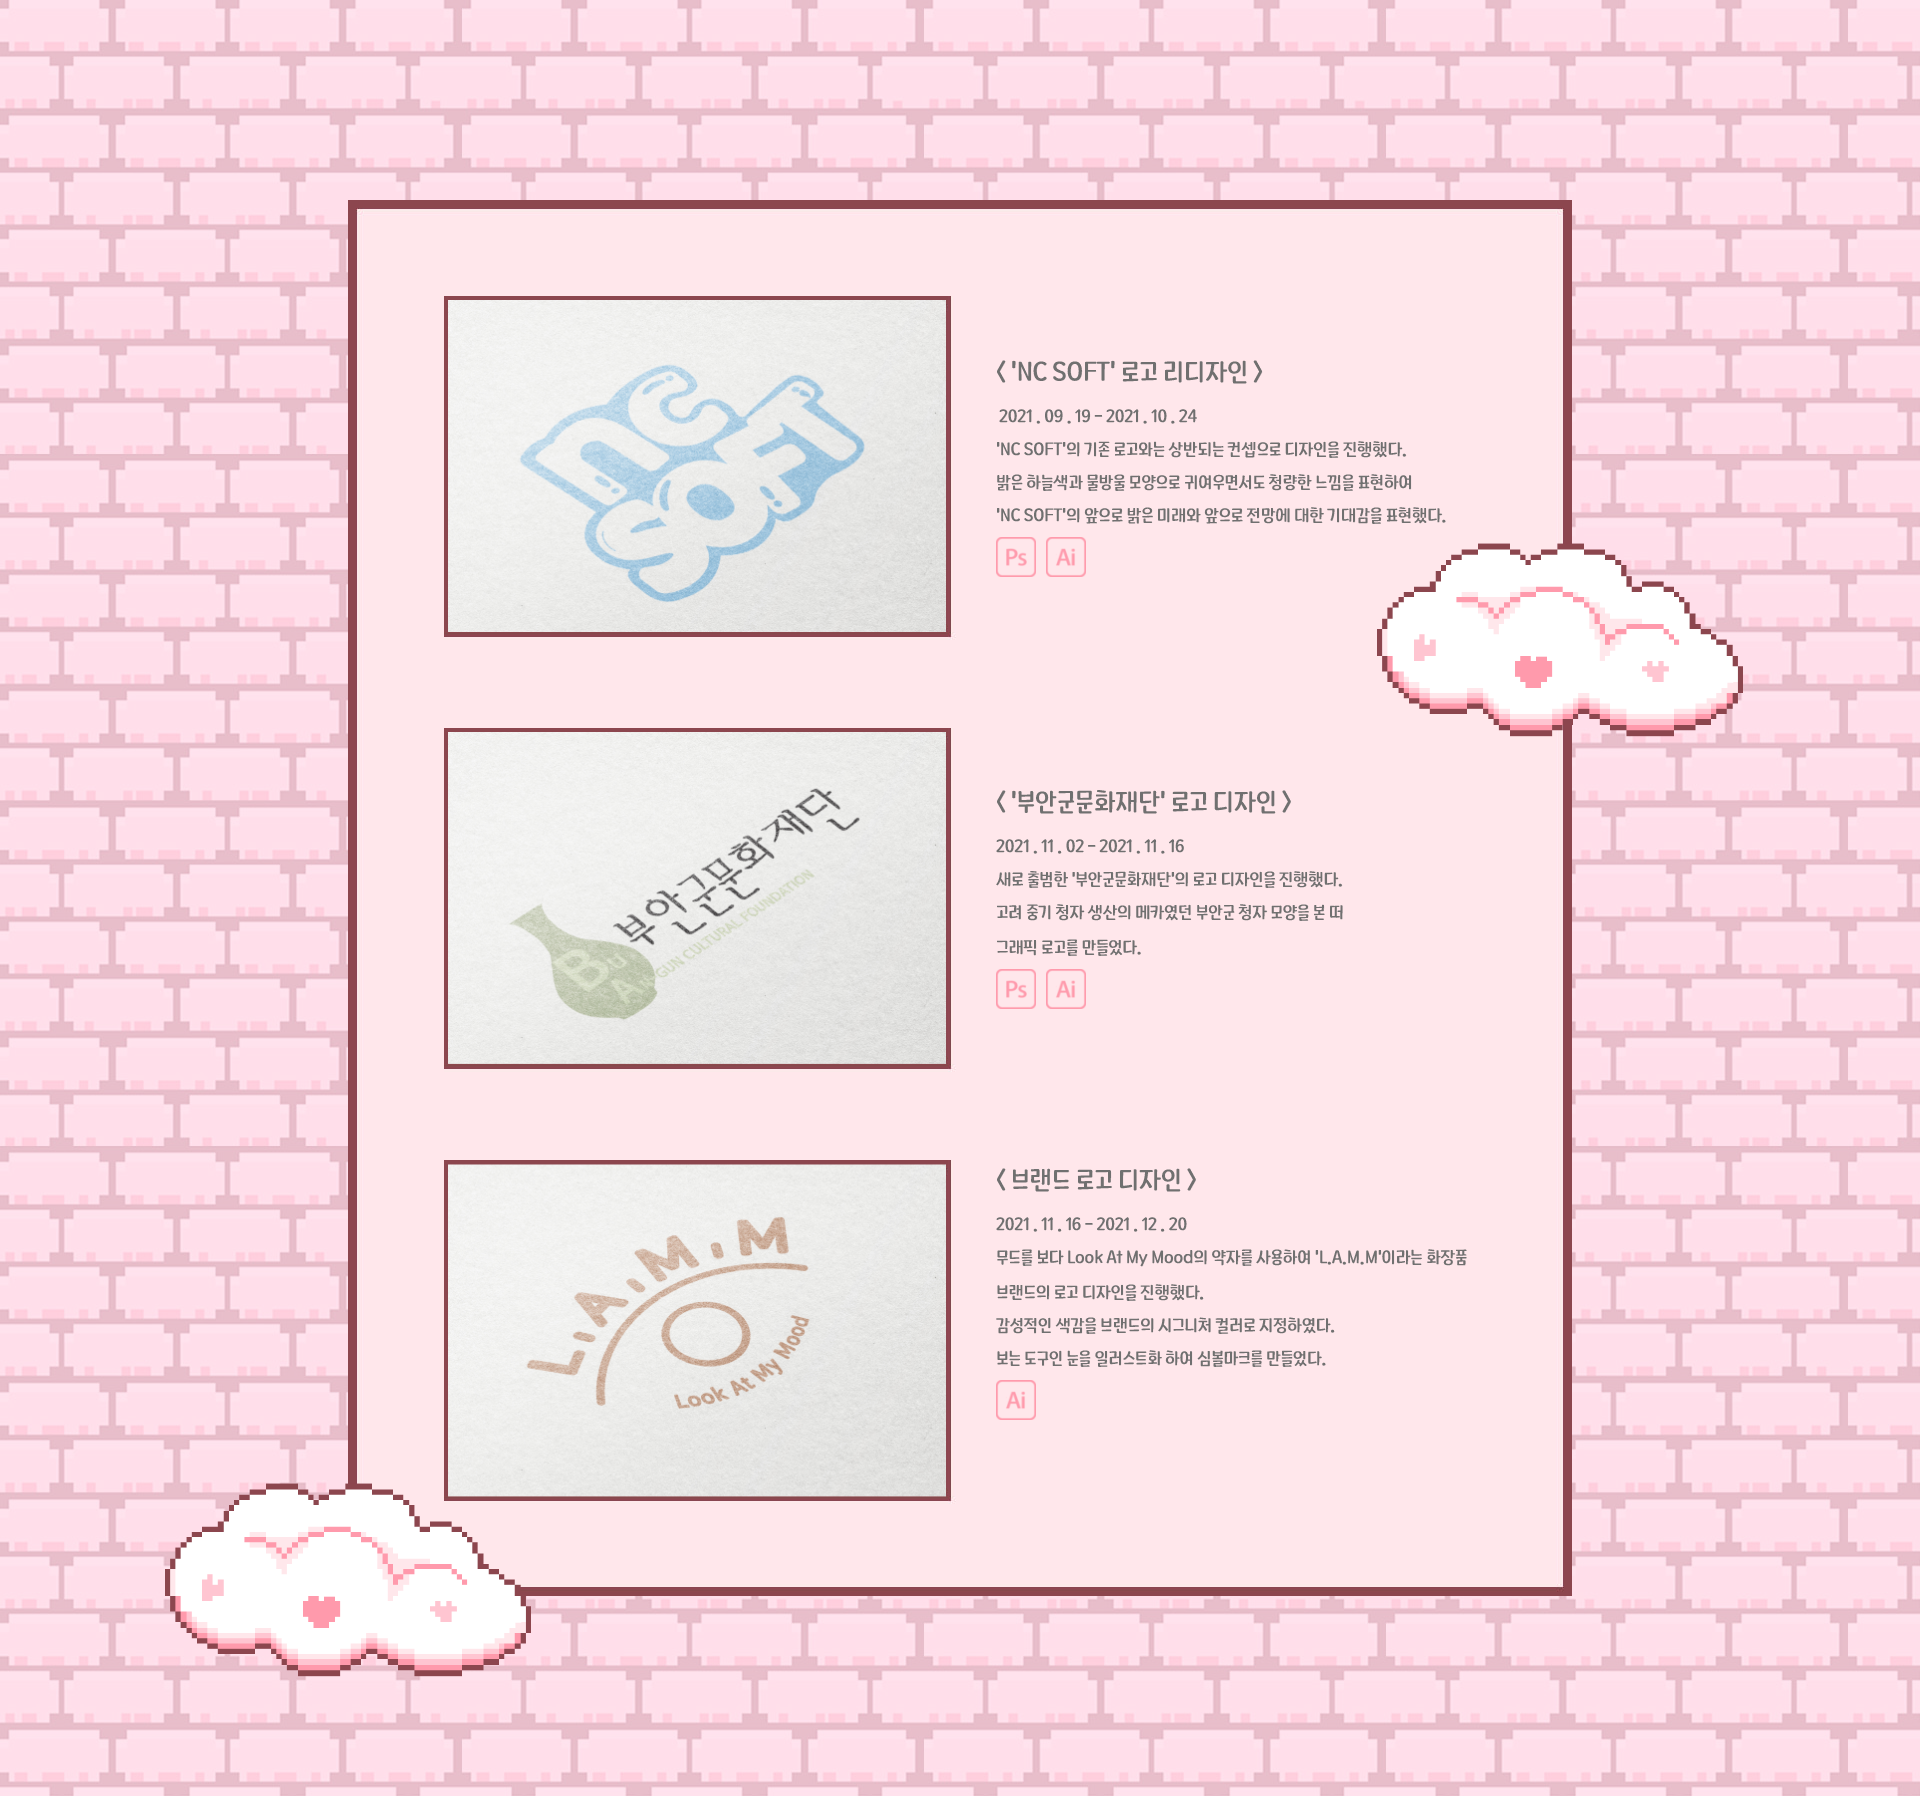 nc
soft
< 'NC SOFT' 로고 리디자인 >
2021 . 09 . 19 - 2021 . 10 . 24
'NC SOFT'의 기존 로고와는 상반되는 컨셉으로 디자인을 진행했다.
밝은 하늘색과 물방울 모양으로 귀여우면서도 청량한 느낌을 표현하여
'NC SOFT'의 앞으로 밝은 미래와 앞으로 전망에 대한 기대감을 표현했다.
Ps Ai
부안군문화재단
GUN CULTURAL FOUNDATION
< '부안군문화재단' 로고 디자인 >
2021 . 11 . 02 - 2021 . 11 . 16
새로 출범한 '부안군문화재단'의 로고 디자인을 진행했다.
고려 중기 청자 생산의 메카였던 부안군 청자 모양을 본 떠
그래픽 로고를 만들었다.
Ps Ai
L.A.M.M
Look At My Mood
< 브랜드 로고 디자인 >
2021 . 11 . 16 - 2021 . 12 . 20
무드를 보다 Look At My Mood의 약자를 사용하여 'L.A.M.M'이라는 화장품
브랜드의 로고 디자인을 진행했다.
감성적인 색감을 브랜드의 시그니처 컬러로 지정하였다.
보는 도구인 눈을 일러스트화 하여 심볼마크를 만들었다.
Ai